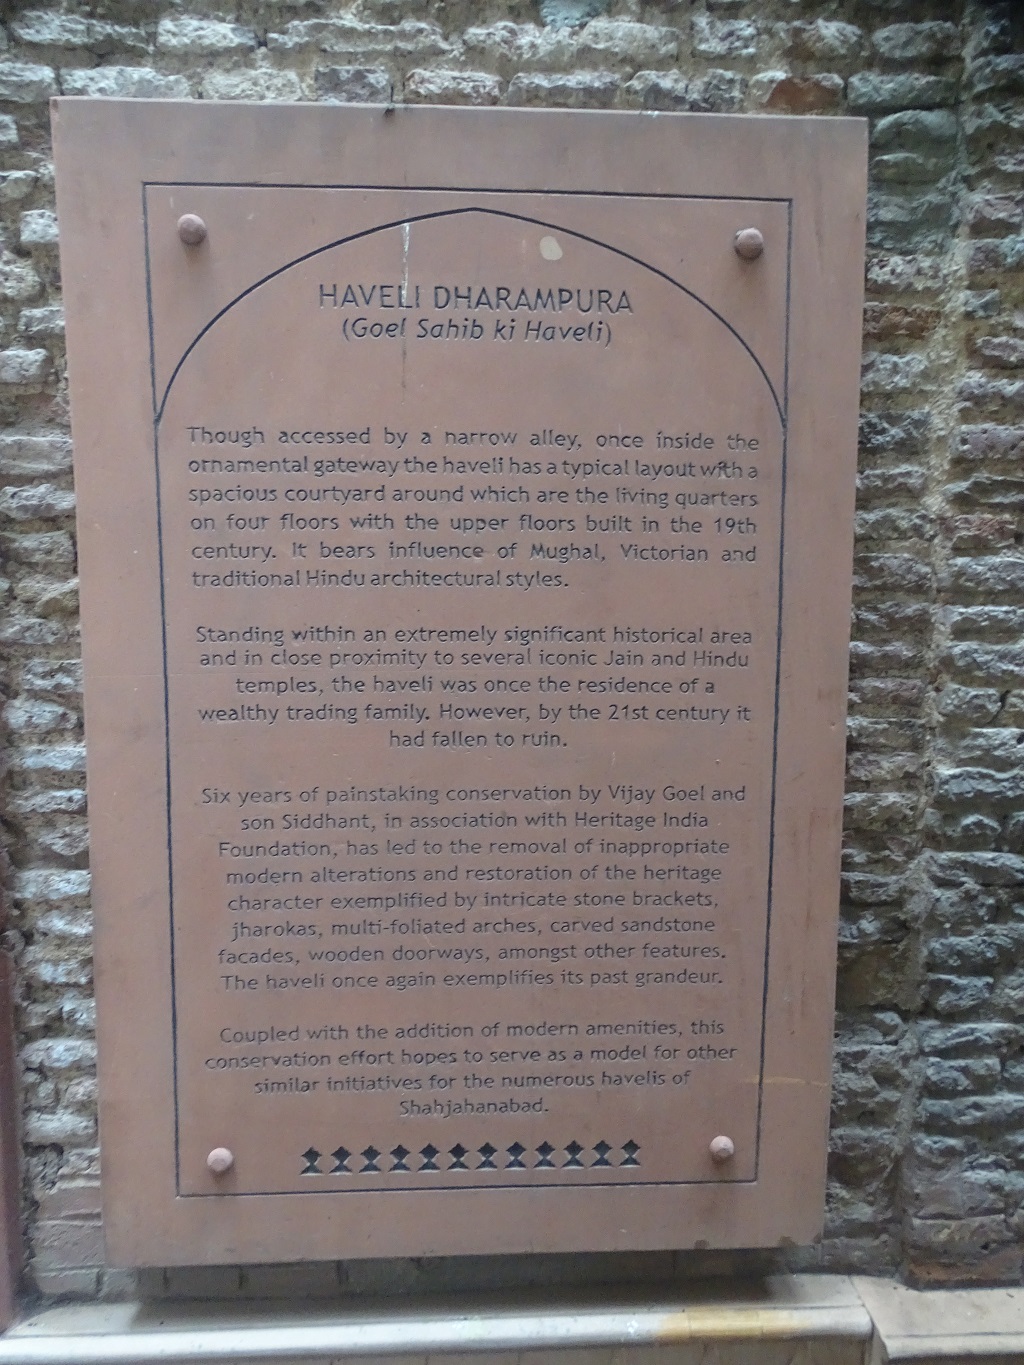 HAVELI DHARAMPURA
(Goel Sahib ki Haveli)
Though accessed by a narrow alley, once inside the
ornamental gateway the haveli has a typical layout with a
spacious courtyard around which are the living quarters
on four floors with the upper floors built in the 19th
century. It bears influence of Mughal, Victorian and
traditional Hindu architectural styles.
Standing within an extremely significant historical area
and in close proximity to several iconic Jain and Hindu
temples, the haveli was once the residence of a
wealthy trading family. However, by the 21st century it
had fallen to ruin.
Six years of painstaking conservation by Vijay Goel and
son Siddhant, in association with Heritage India
Foundation, has led to the removal of inappropriate
modern alterations and restoration of the heritage
character exemplified by intricate stone brackets,
jharokas, multi-foliated arches, carved sandstone
facades, wooden doorways, amongst other features.
The haveli once again exemplifies its past grandeur.
Coupled with the addition of modern amenities, this
conservation effort hopes to serve as a model for other
similar initiatives for the numerous havelis of
Shahjahanabad.